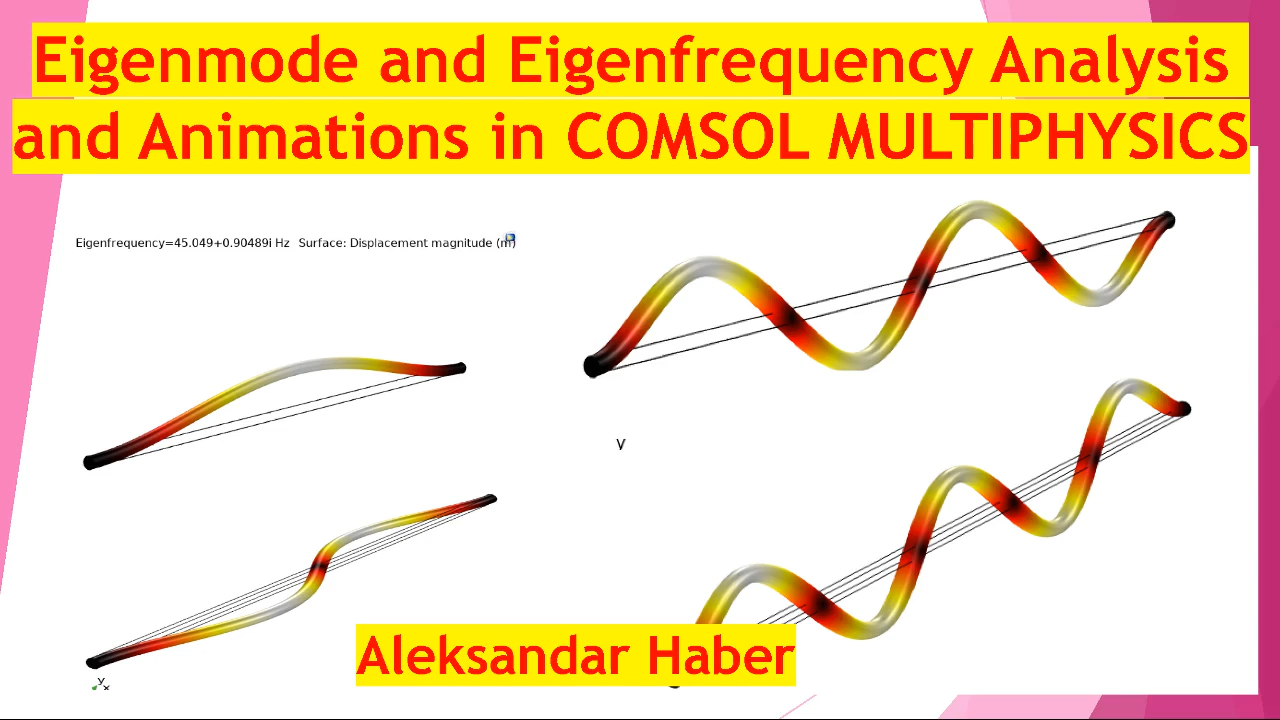 Eigenmode and Eigenfrequency Analysis
and Animations in COMSOL MULTIPHYSICS
Eigenfrequency=45.049+0.90489i Hz Surface: Displacement magnitude (m)
y
y
x
Aleksandar Haber